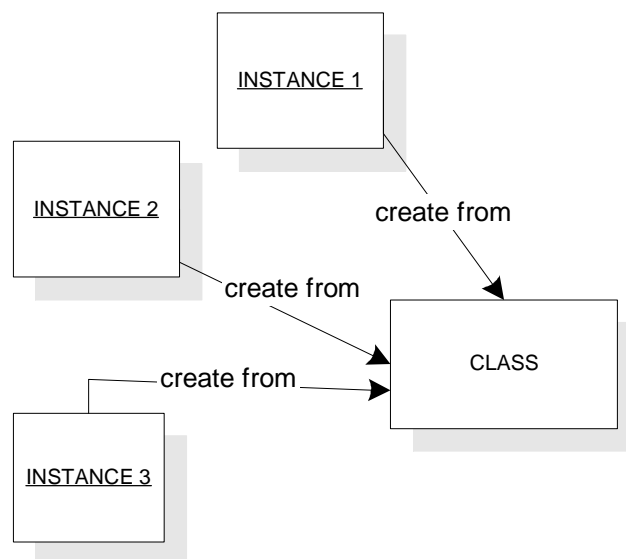 INSTANCE 1
INSTANCE 2
create from
create from
CLASS
create from
INSTANCE 3